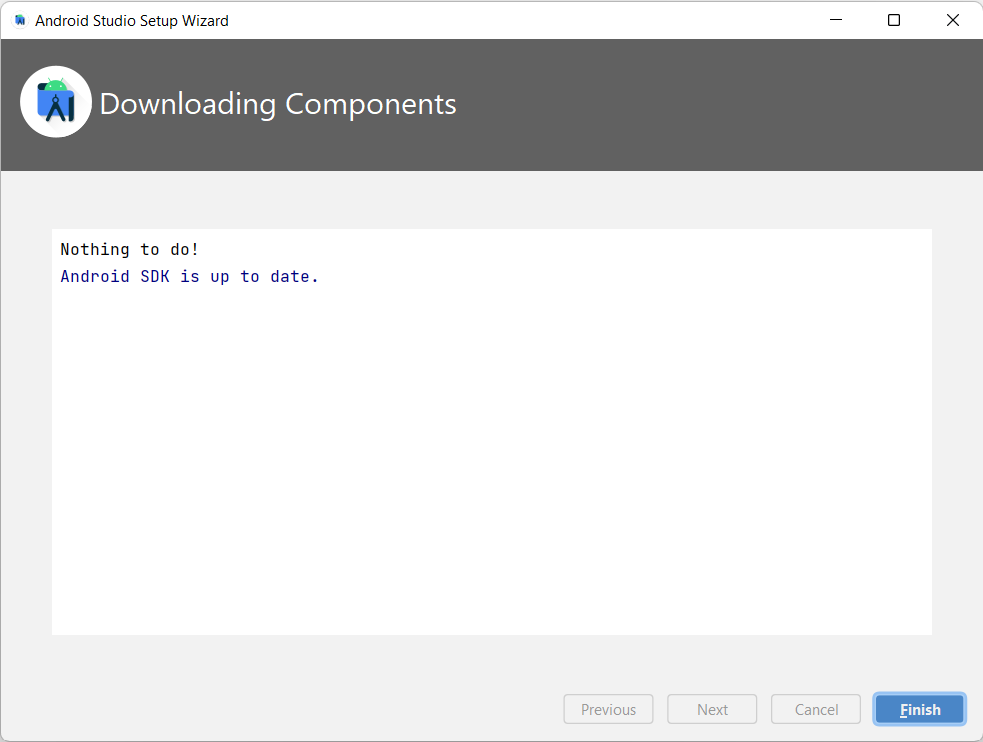 Android Studio Setup Wizard
Downloading Components
Nothing to do!
Android SDK is up to date.
Previous
Next
Cancel
Finish